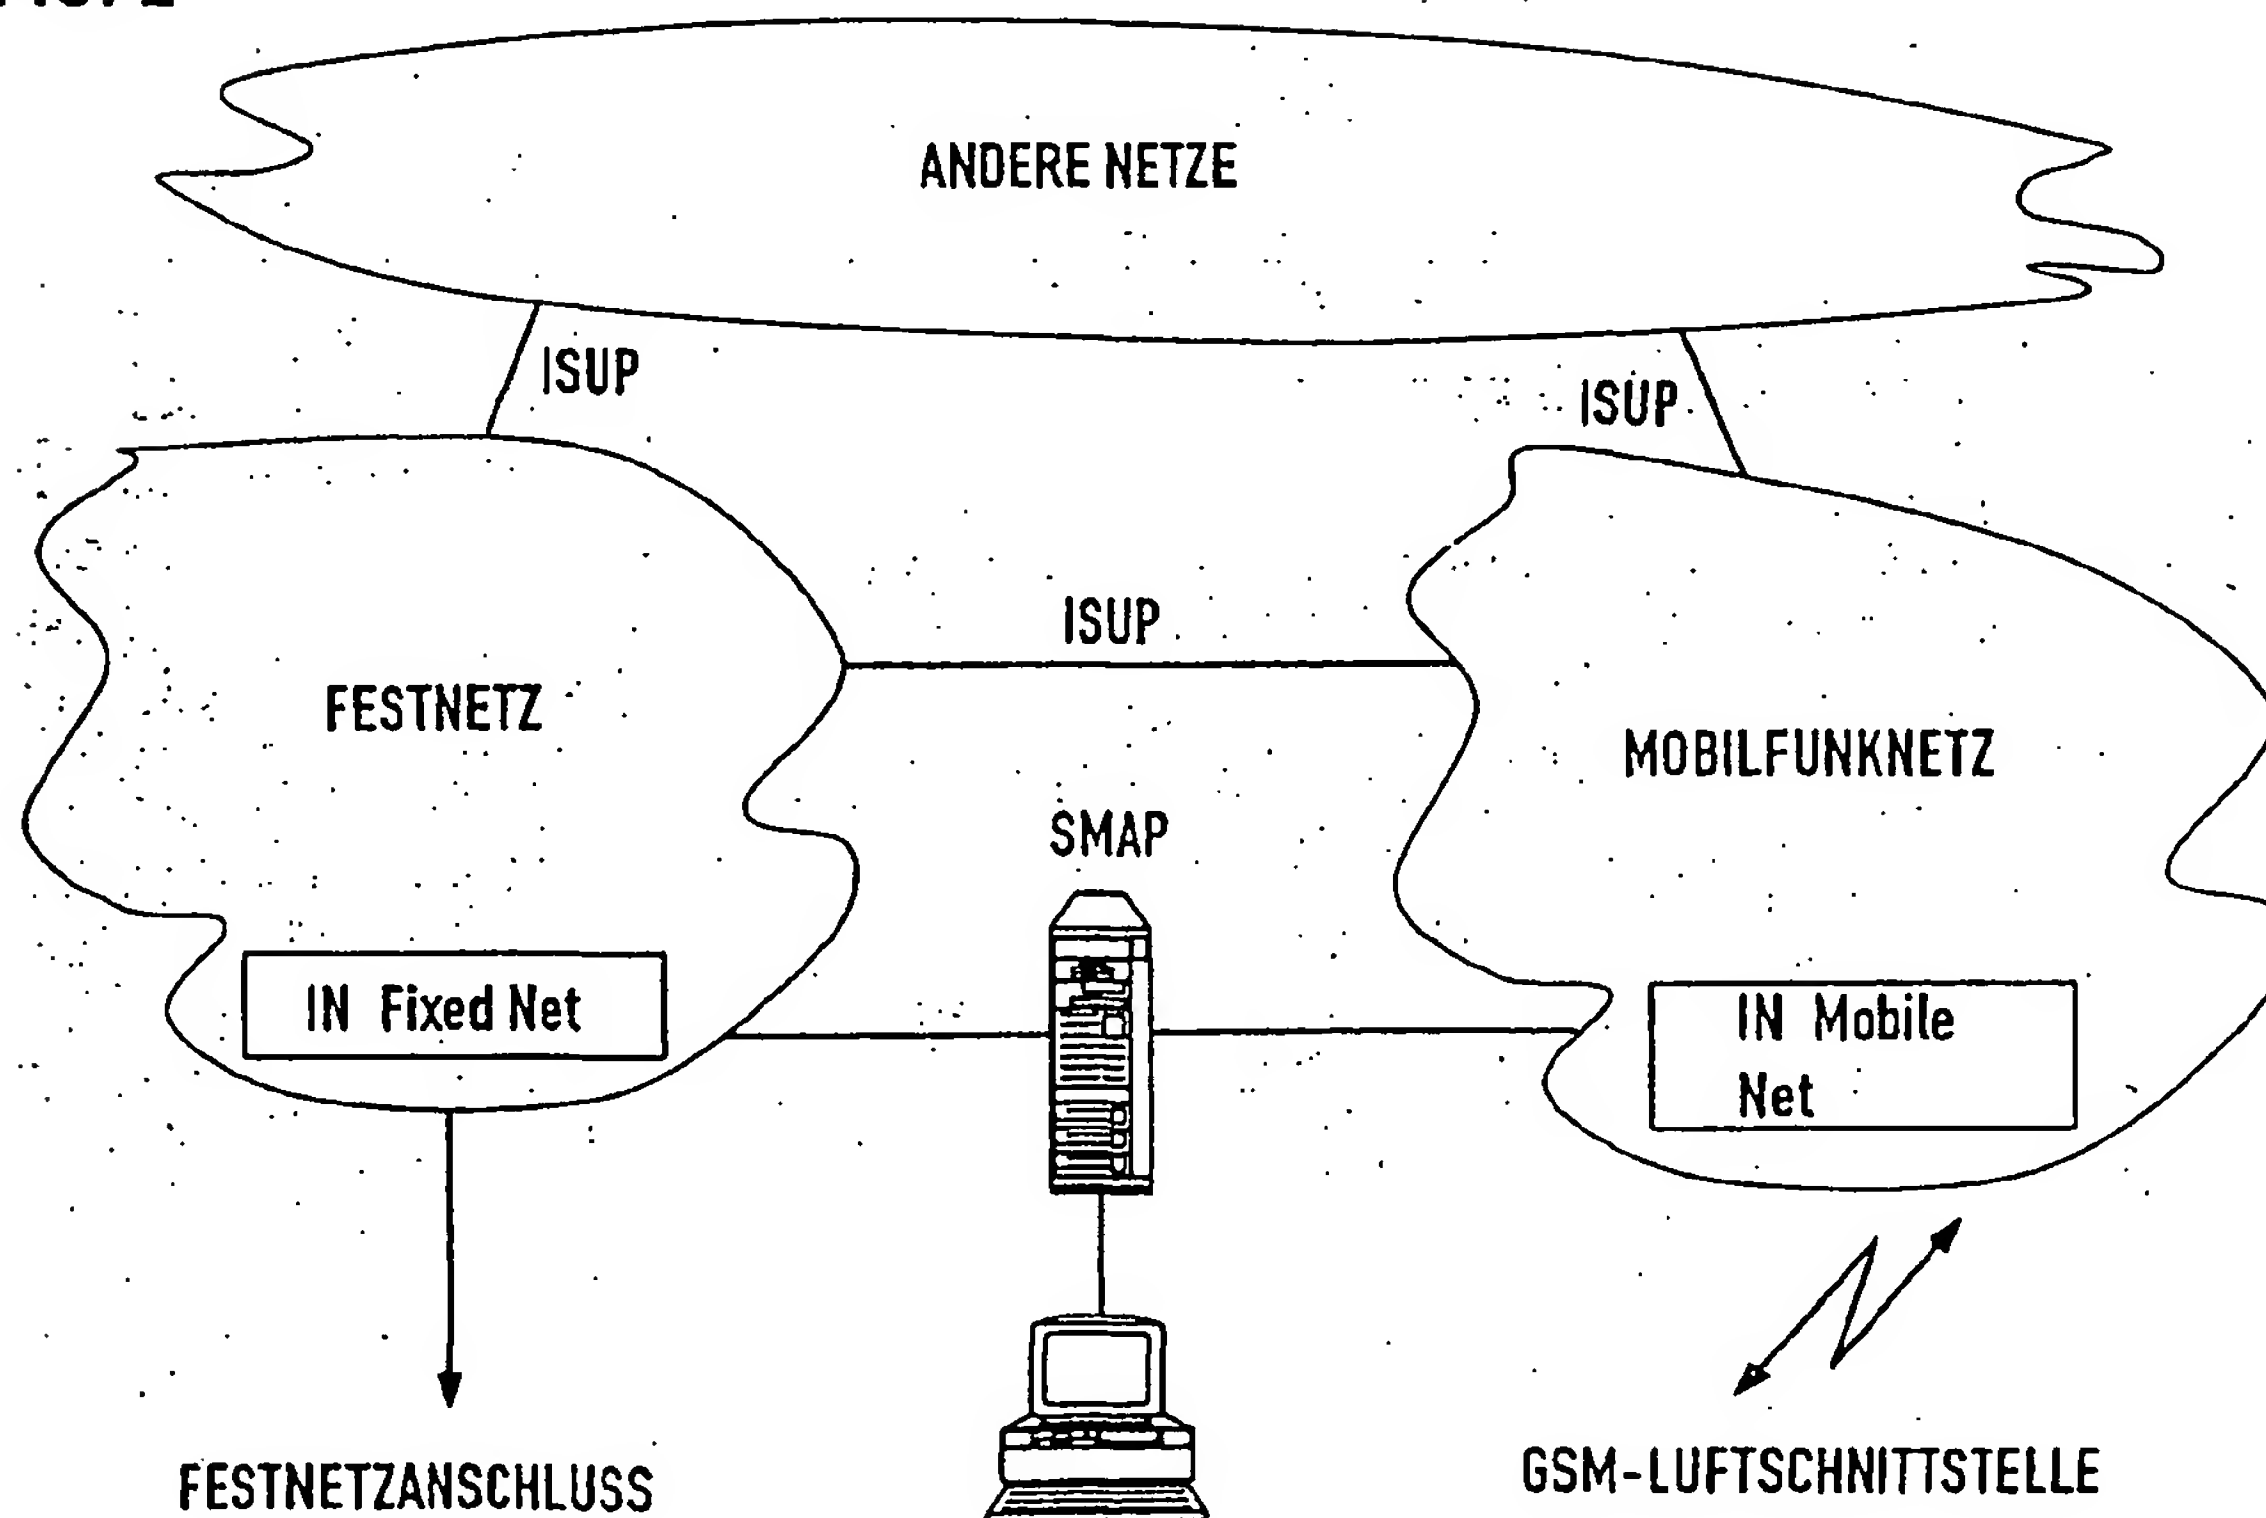 ANDERE NETZE
ISUP
ISUP
ISUP
FESTNETZ
MOBILFUNKNETZ
SMAP
IN Fixed Net
IN Mobile
Net
FESTNETZANSCHLUSS
GSM-LUFTSCHNITTSTELLE